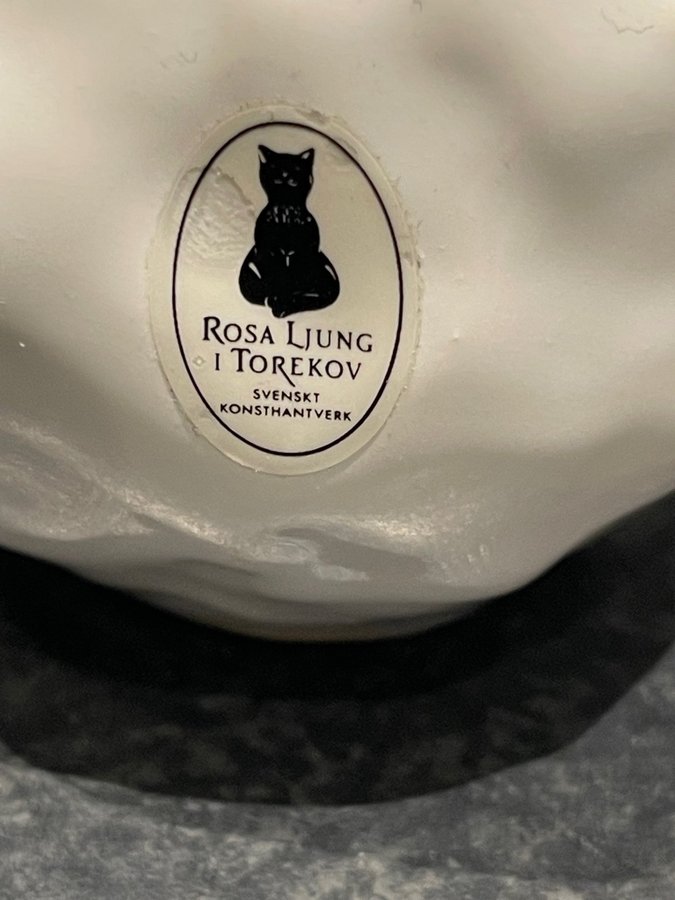 ROSA LJUNG
I TOREKOV
SVENSKT
KONSTHANTVERK